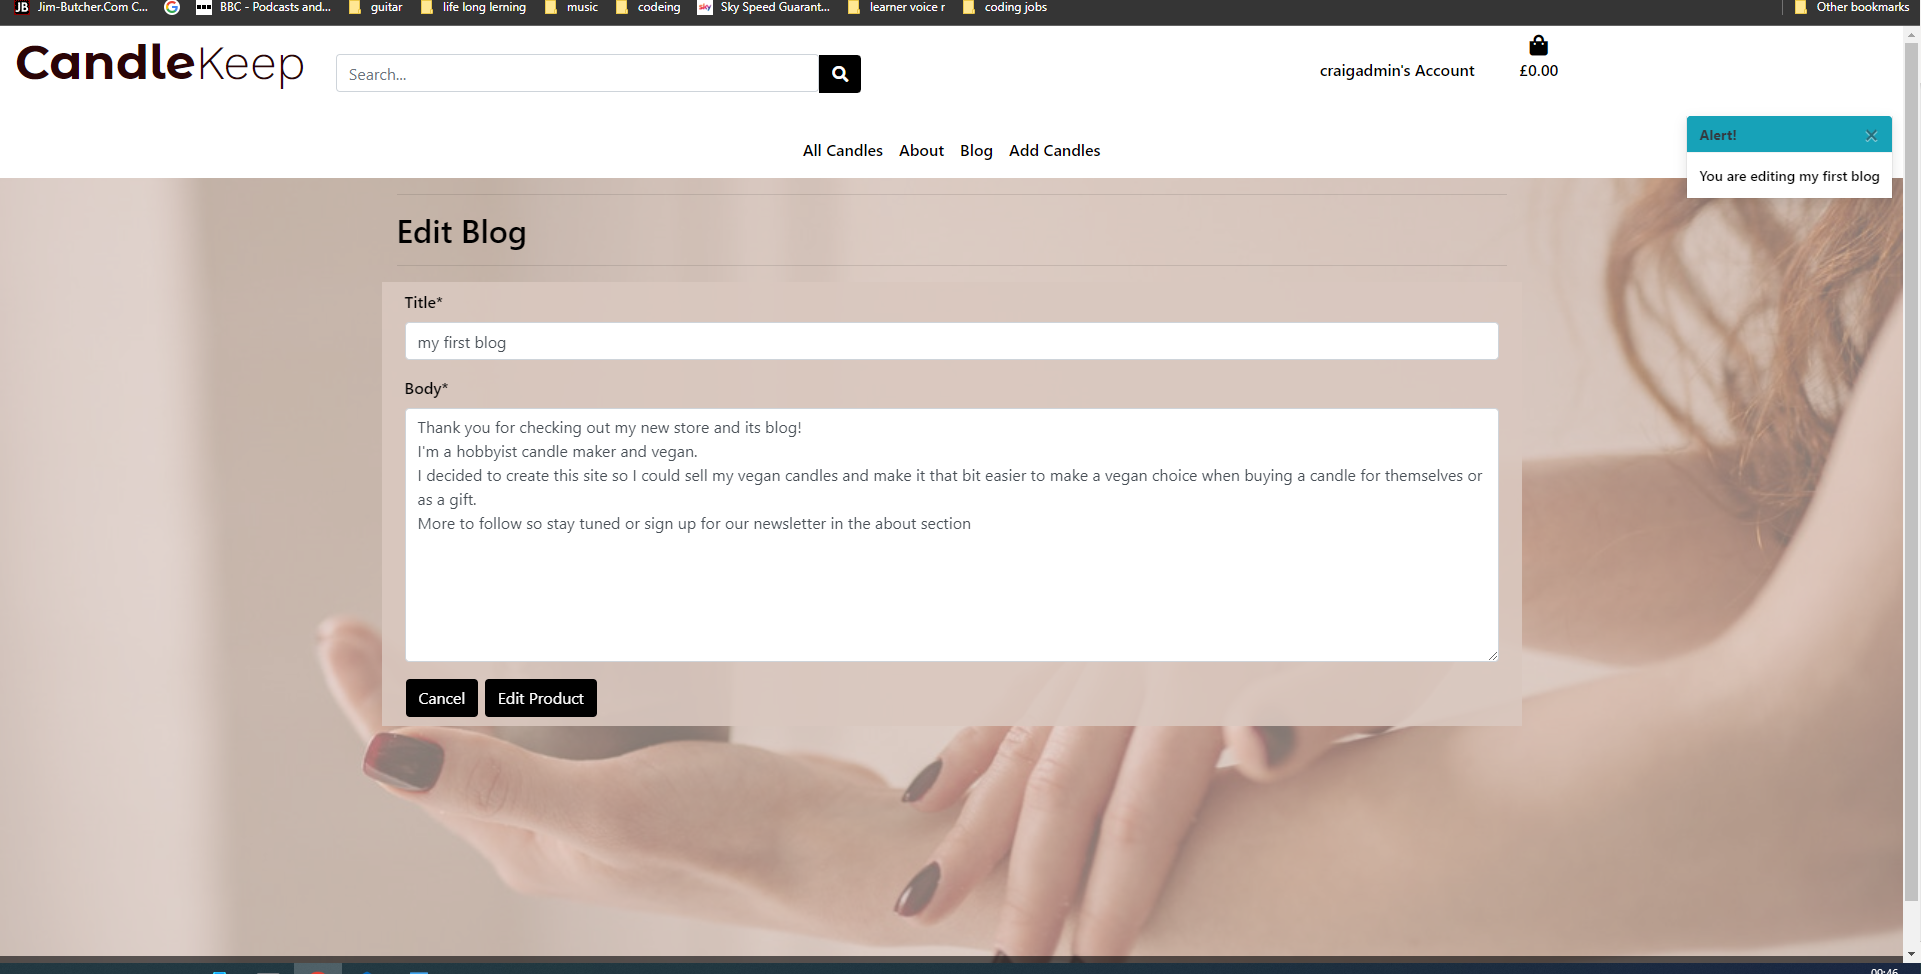 JB Jim-Butcher.Com C... G BBC - Podcasts and... guitar life long lerning music codeing sky Sky Speed Guarant... learner voice r coding jobs Other bookmarks
CandleKeep
Search...
craigadmin's Account
£0.00
All Candles About Blog Add Candles
Alert! ×
You are editing my first blog
Edit Blog
Title*
my first blog
Body*
Thank you for checking out my new store and its blog!
I'm a hobbyist candle maker and vegan.
I decided to create this site so I could sell my vegan candles and make it that bit easier to make a vegan choice when buying a candle for themselves or
as a gift.
More to follow so stay tuned or sign up for our newsletter in the about section
Cancel Edit Product
09:46